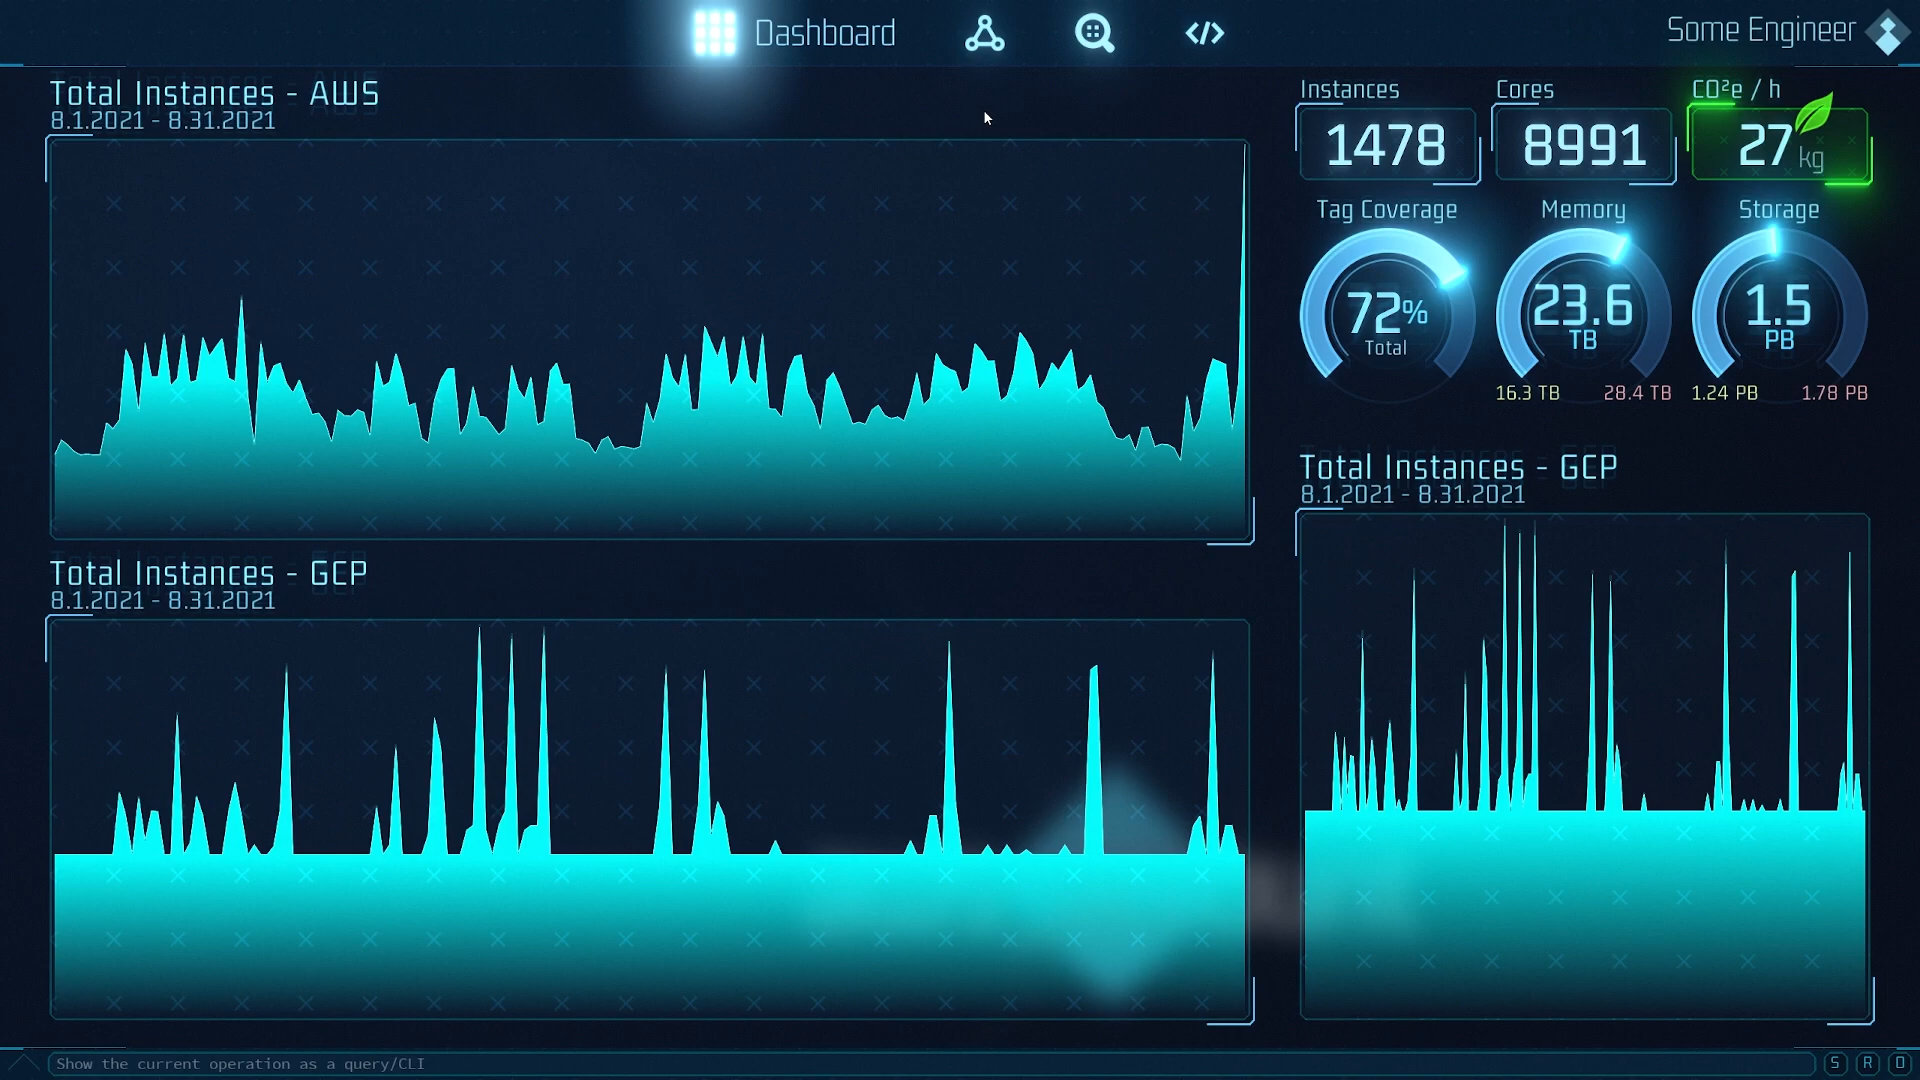 Dashboard
Some Engineer
Total Instances - AWS
8.1.2021 - 8.31.2021
Instances
1478
Cores
8991
CO²e / h
27 kg
Tag Coverage
72%
Total
Memory
23.6
TB
16.3 TB
28.4 TB
Storage
1.5
PB
1.24 PB
1.78 PB
Total Instances - GCP
8.1.2021 - 8.31.2021
Total Instances - GCP
8.1.2021 - 8.31.2021
Show the current operation as a query/CLI
S
R